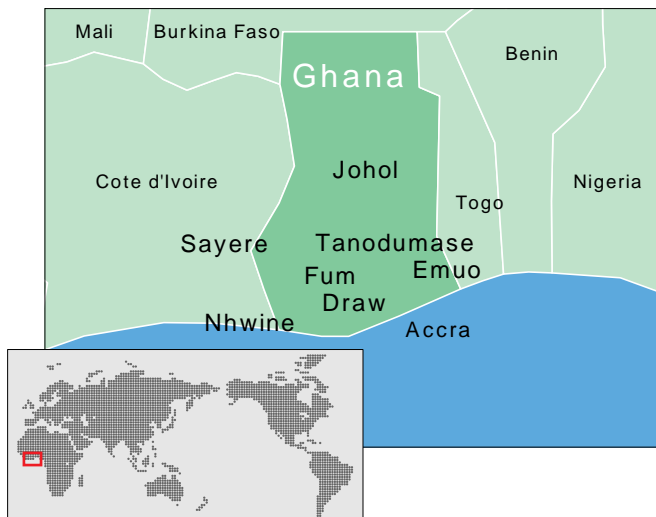 Mali
Burkina Faso
Benin
Ghana
Johol
Cote d'Ivoire
Nigeria
Togo
Sayere
Tanodumase
Emuo
Fum
Draw
Nhwine
Accra